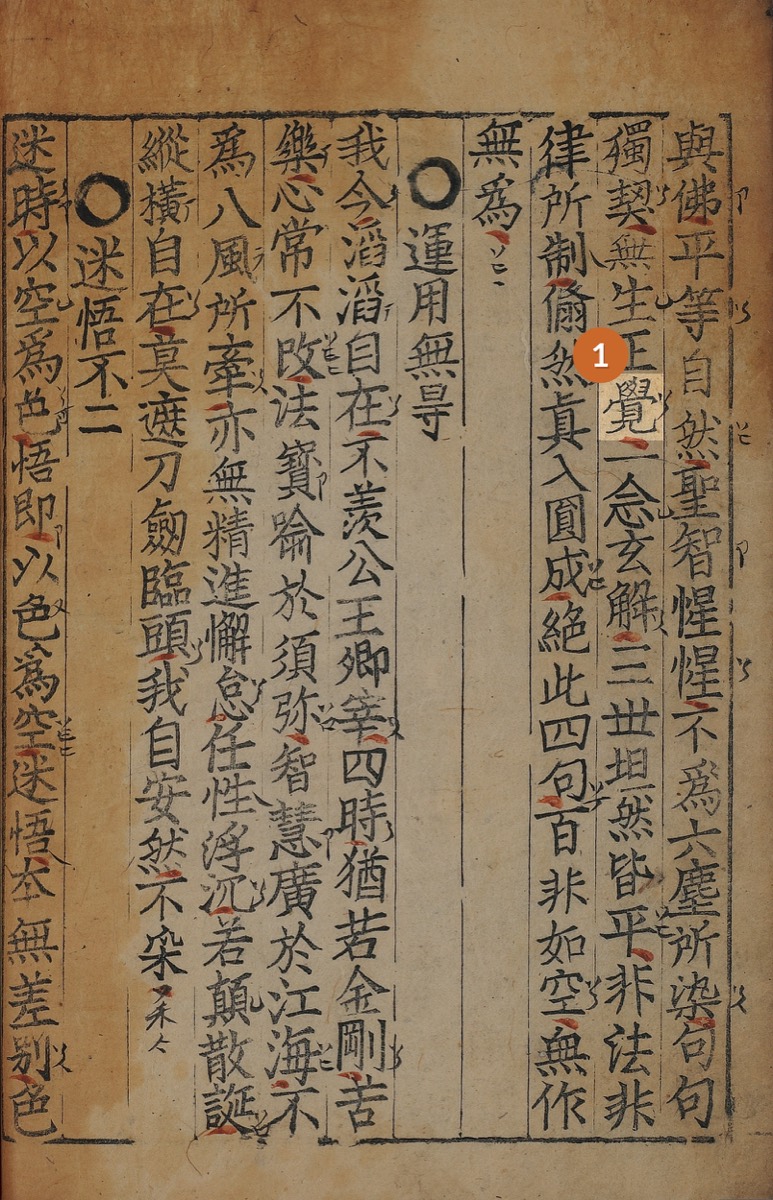 與佛平等自然聖智惺惺不爲六塵所染句句
獨契無生正覺一念玄解三世坦然皆平非法非
律所制翛然眞入圓成絕此四句百非如空無作
無爲
○運用無㝵
我今滔滔自在不羨公王卿宰四時猶若金剛苦
樂心常不改法寶喩於須弥智慧廣於江海不
爲八風所牽亦無精進懈怠任性浮沉若顚散誕
縱橫自在莫遮刀劒臨頭我自安然不采
○迷悟不二
迷時以空爲色悟即以色爲空迷悟夲無差别色
1